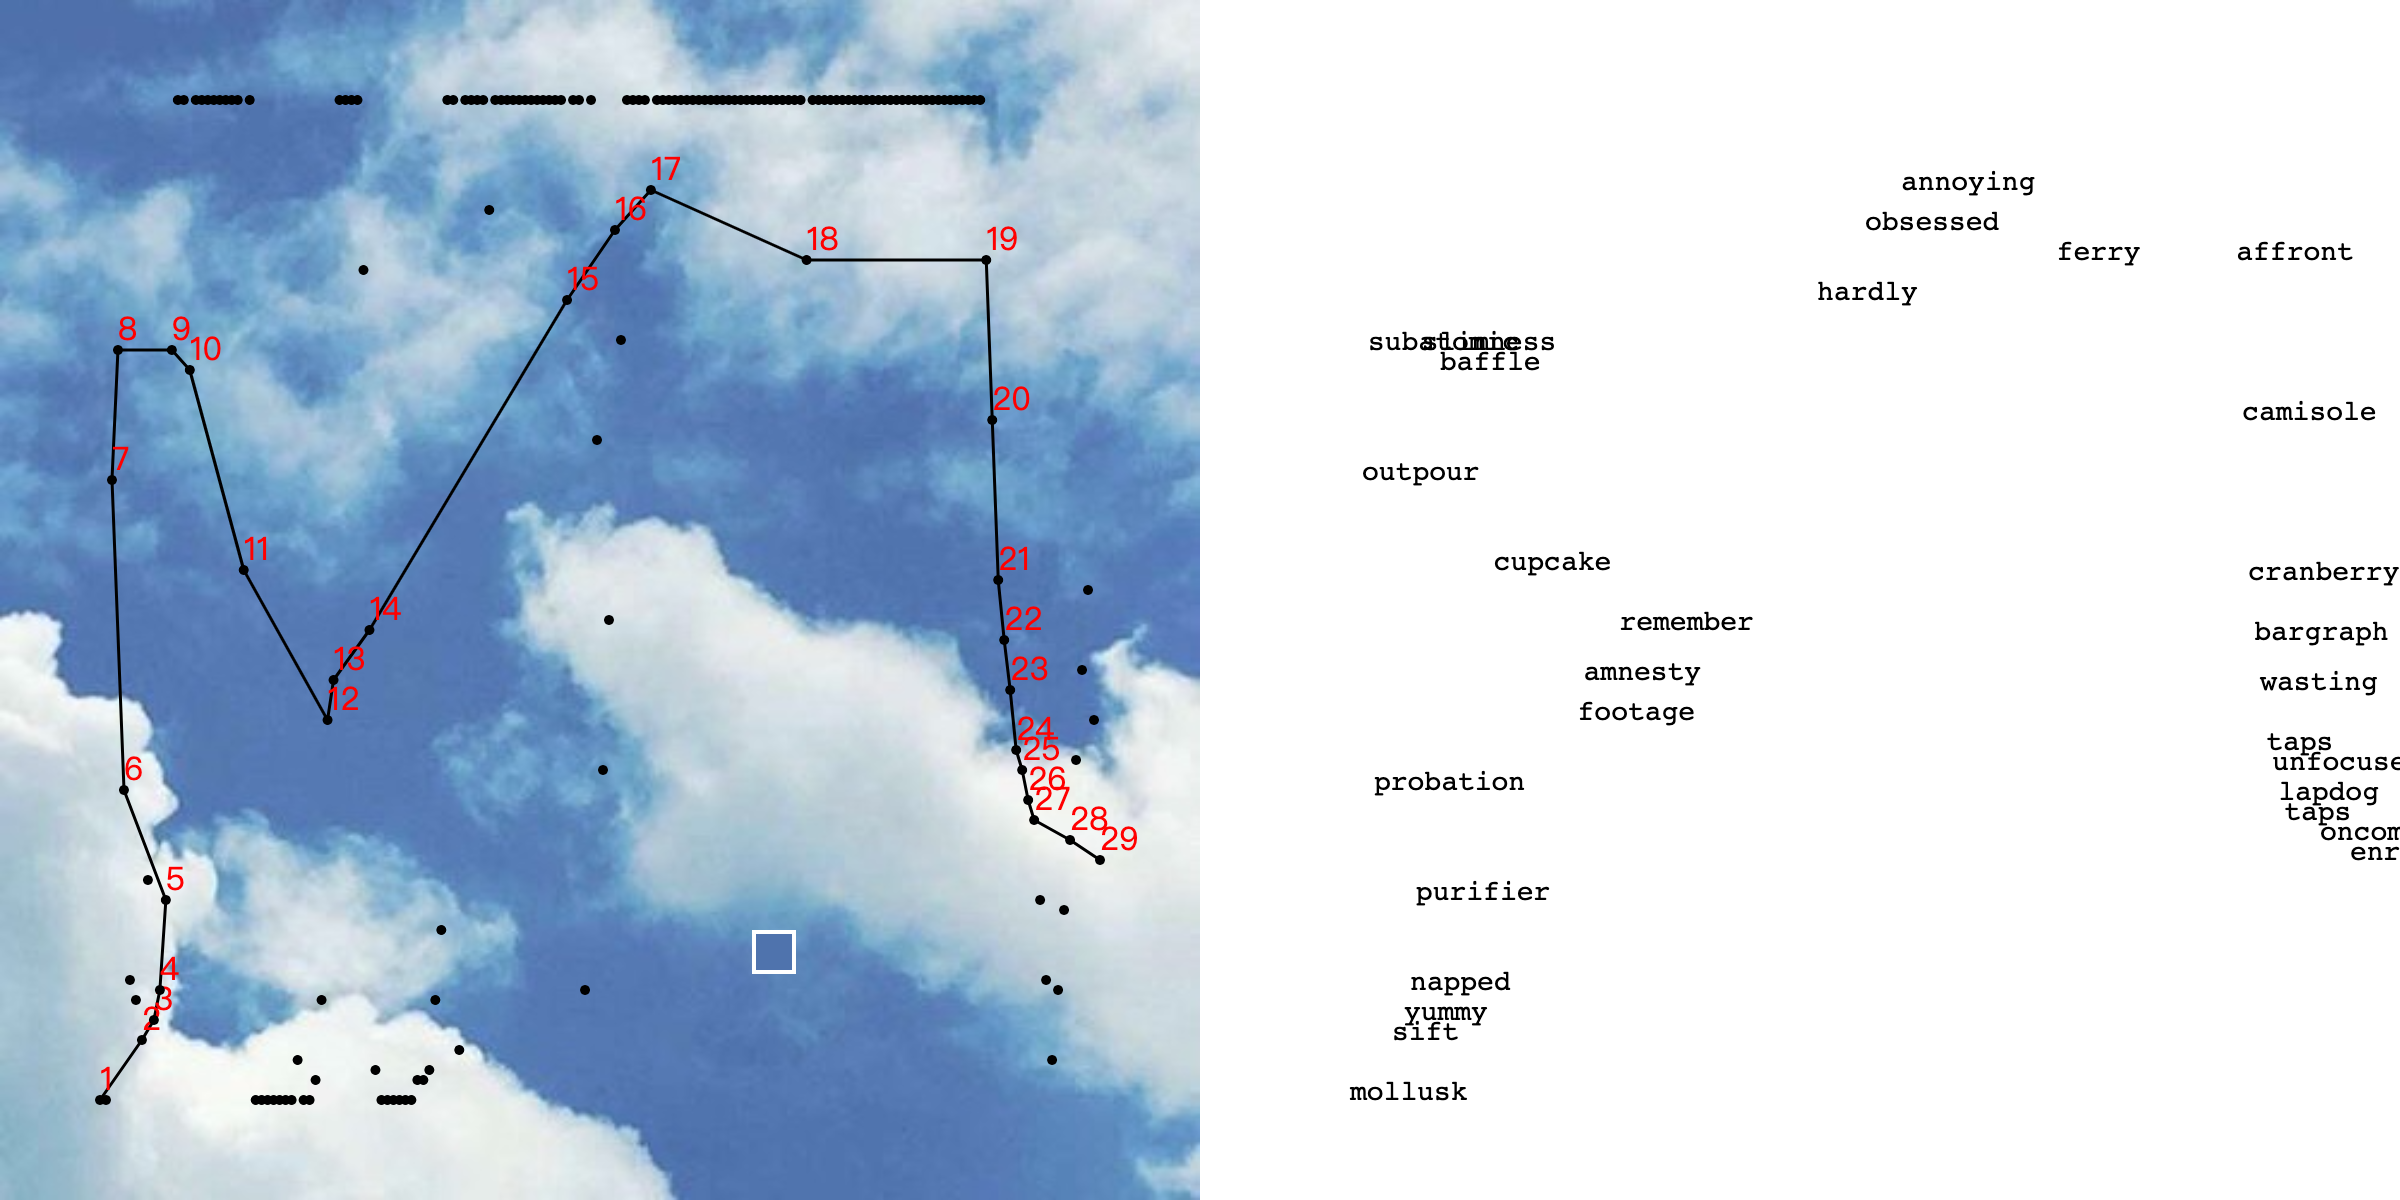 17
16
18
19
15
8
9
10
20
7
11
21
14
22
13
23
12
24
25
6
26
27
28
29
5
4
3
2
1
annoying
obsessed
ferry affront
hardly
subatomic slimness
baffle
camisole
outpour
cupcake
cranberry
remember
bargraph
amnesty
wasting
footage
taps
unfocuse
probation
lapdog
taps
oncom
enr
purifier
napped
yummy
sift
mollusk